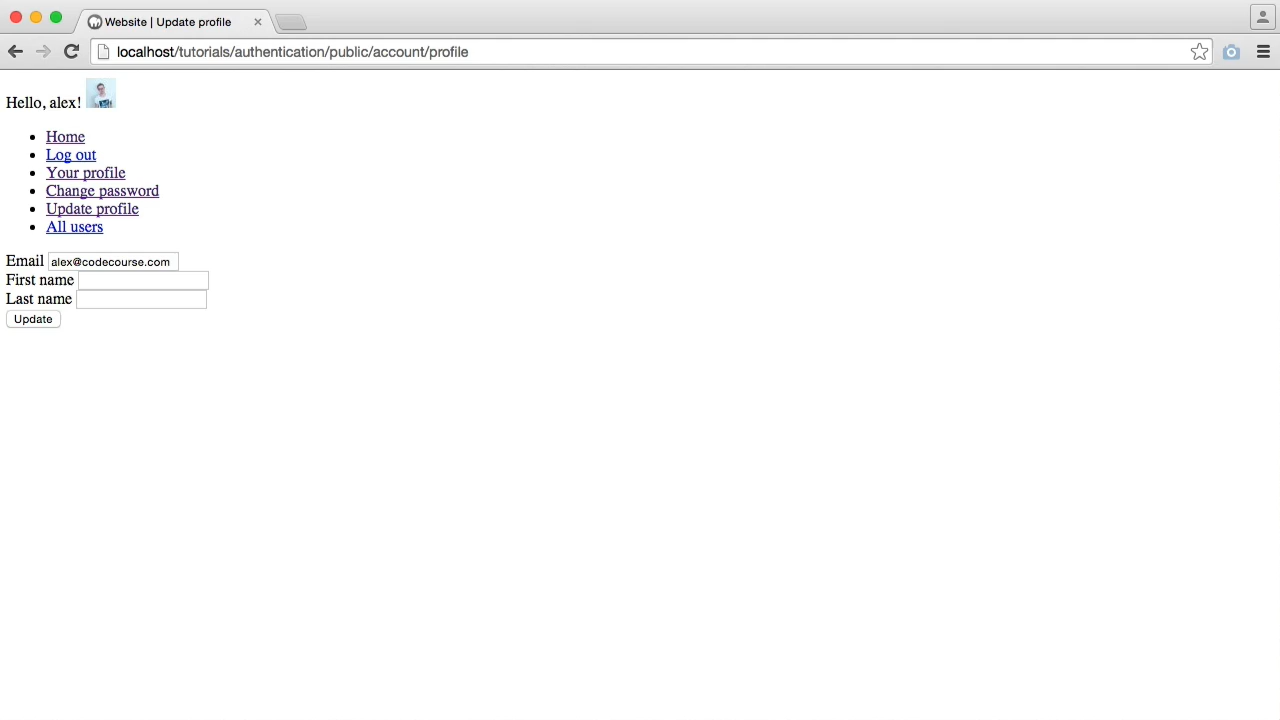 Website | Update profile
localhost/tutorials/authentication/public/account/profile
Hello, alex!
Home
Log out
Your profile
Change password
Update profile
All users
Email alex@codecourse.com
First name
Last name
Update